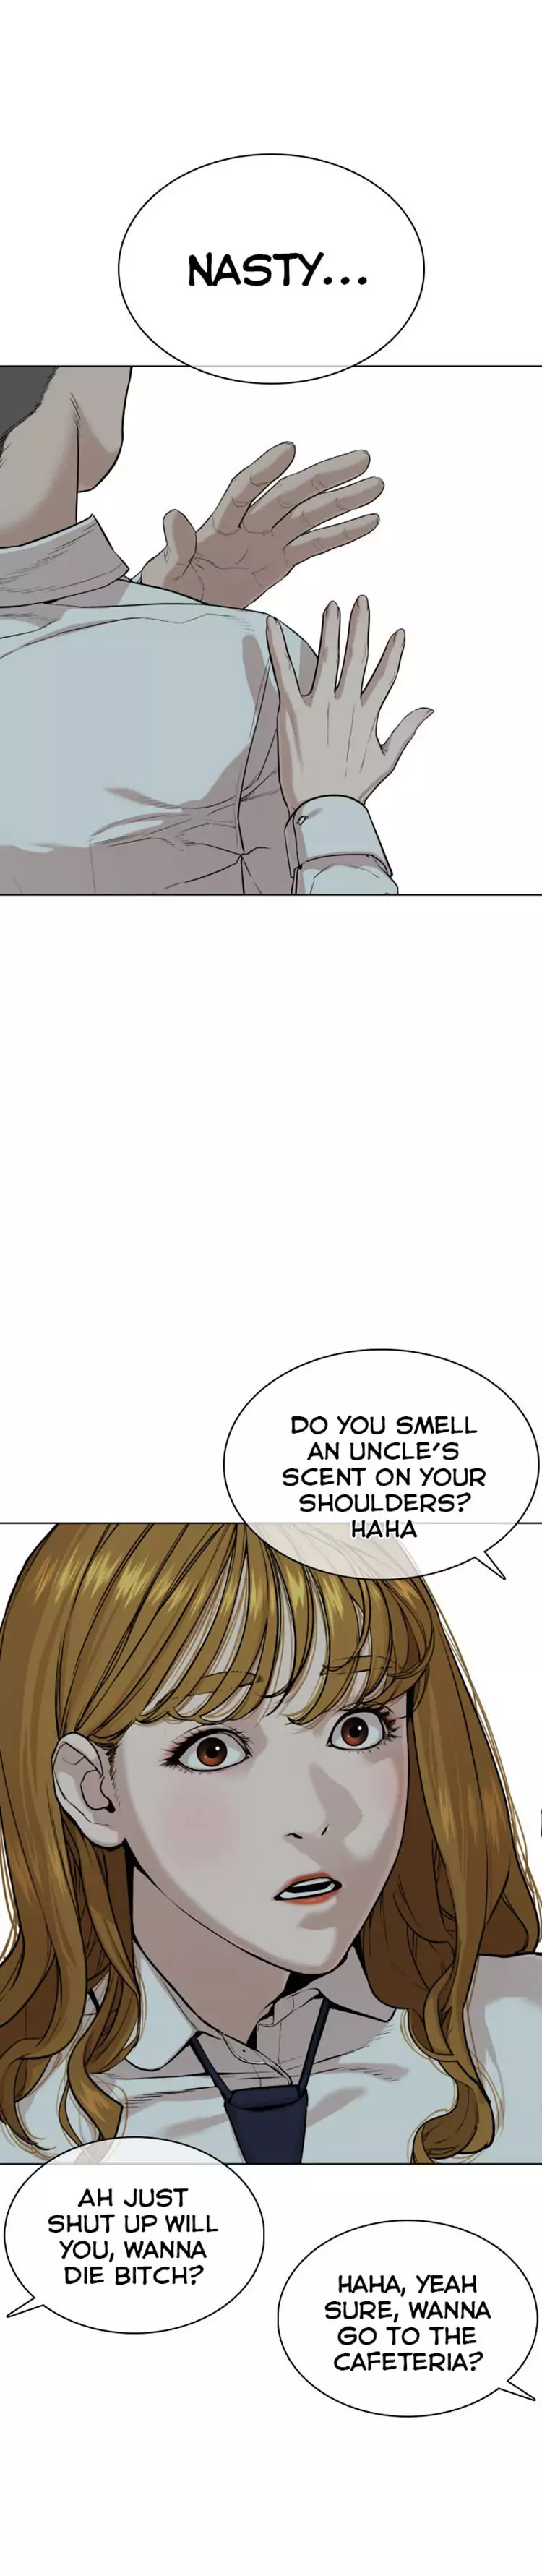 NASTY...
DO YOU SMELL
AN UNCLE'S
SCENT ON YOUR
SHOULDERS?
HAHA
AH JUST
SHUT UP WILL
YOU, WANNA
DIE BITCH?
HAHA, YEAH
SURE, WANNA
GO TO THE
CAFETERIA?